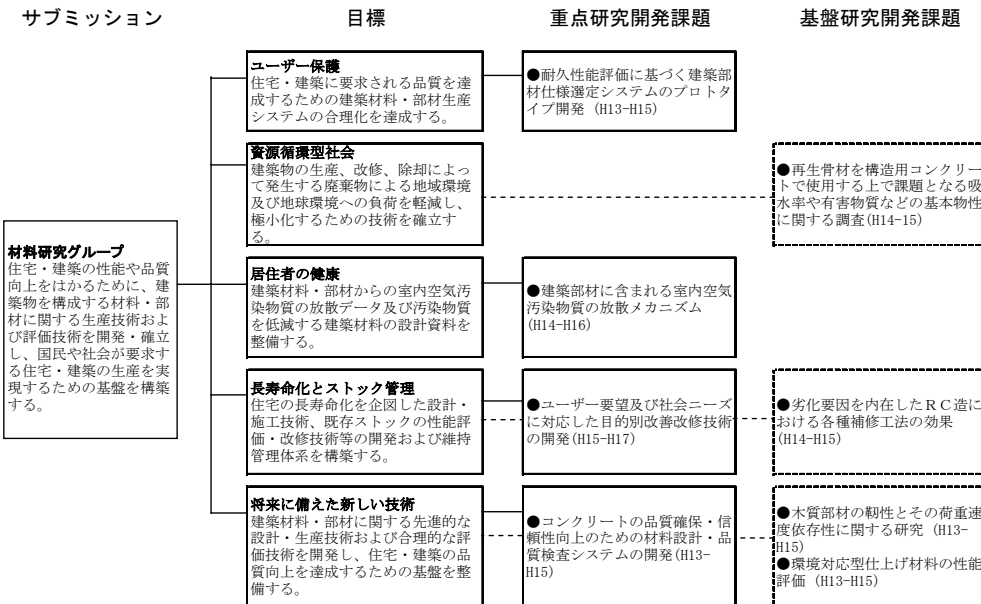 サブミッション
目標
重点研究開発課題
基盤研究開発課題
材料研究グループ
住宅・建築の性能や品質
向上をはかるために、建
築物を構成する材料・部
材に関する生産技術およ
び評価技術を開発・確立
し、国民や社会が要求す
る住宅・建築の生産を実
現するための基盤を構築
する。
ユーザー保護
住宅・建築に要求される品質を達
成するための建築材料・部材生産
システムの合理化を達成する。
●耐久性能評価に基づく建築部
材仕様選定システムのプロトタ
イプ開発 (H13-H15)
資源循環型社会
建築物の生産、改修、除却によっ
て発生する廃棄物による地域環境
及び地球環境への負荷を軽減し、
極小化するための技術を確立す
る。
●再生骨材を構造用コンクリー
トで使用する上で課題となる吸
水率や有害物質などの基本物性
に関する調査(H14-15)
居住者の健康
建築材料・部材からの室内空気汚
染物質の放散データ及び汚染物質
を低減する建築材料の設計資料を
整備する。
●建築部材に含まれる室内空気
汚染物質の放散メカニズム
(H14-H16)
長寿命化とストック管理
住宅の長寿命化を企図した設計・
施工技術、既存ストックの性能評
価・改修技術等の開発および維持
管理体系を構築する。
●ユーザー要望及び社会ニーズ
に対応した目的別改善改修技術
の開発(H15-H17)
●劣化要因を内在したＲＣ造に
おける各種補修工法の効果
(H14-H15)
将来に備えた新しい技術
建築材料・部材に関する先進的な
設計・生産技術および合理的な評
価技術を開発し、住宅・建築の品
質向上を達成するための基盤を整
備する。
●コンクリートの品質確保・信
頼性向上のための材料設計・品
質検査システムの開発(H13-
H15)
●木質部材の靭性とその荷重速
度依存性に関する研究 (H13-
H15)
●環境対応型仕上げ材料の性能
評価 (H13-H15)